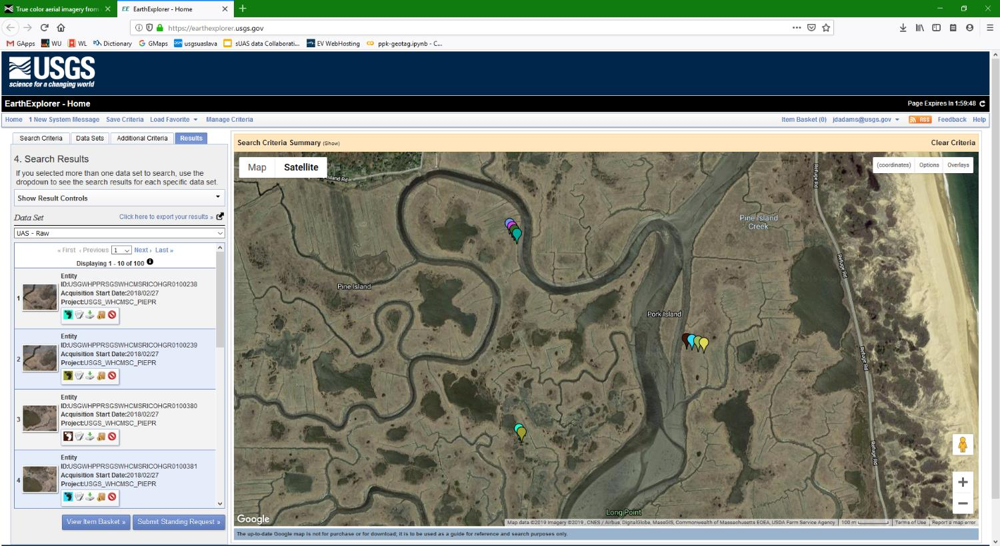 True color aerial imagery from
EarthExplorer - Home
https://earthexplorer.usgs.gov
GApps
WU
WL
Dictionary
GMaps
usgsuaslava
sUAS data Collaborati...
EV WebHosting
ppk-geotag.ipynb - C...
USGS
science for a changing world
EarthExplorer - Home
Page Expires In 1:59:48
Home
1 New System Message
Save Criteria
Load Favorite
Manage Criteria
Item Basket (0)
jdadams@usgs.gov
RSS
Feedback
Help
Search Criteria
Data Sets
Additional Criteria
Results
4. Search Results
If you selected more than one data set to search, use the
dropdown to see the search results for each specific data set.
Show Result Controls
Data Set
Click here to export your results »
UAS - Raw
« First ‹ Previous 1 Next › Last »
Displaying 1 - 10 of 100
1
Entity
ID:USGWHPPRSGSWHCMSRICOHGR0100238
Acquisition Start Date:2018/02/27
Project:USGS_WHCMSC_PIEPR
2
Entity
ID:USGWHPPRSGSWHCMSRICOHGR0100239
Acquisition Start Date:2018/02/27
Project:USGS_WHCMSC_PIEPR
3
Entity
ID:USGWHPPRSGSWHCMSRICOHGR0100380
Acquisition Start Date:2018/02/27
Project:USGS_WHCMSC_PIEPR
4
Entity
ID:USGWHPPRSGSWHCMSRICOHGR0100381
Acquisition Start Date:2018/02/27
Project:USGS_WHCMSC_PIEPR
View Item Basket »
Submit Standing Request »
Search Criteria Summary (Show)
Clear Criteria
Map
Satellite
(coordinates)
Options
Overlays
Island Rd
Refuge Rd
Pine Island
Creek
Refuge Rd
Pine Island
Pork Island
Refuge Rd
Refuge Rd
Long Point
Google
Map data ©2019 Imagery ©2019 , CNES / Airbus, DigitalGlobe, MassGIS, Commonwealth of Massachusetts EOEA, USDA Farm Service Agency
100 m
Terms of Use
Report a map error
The up-to-date Google map is not for purchase or for download; it is to be used as a guide for reference and search purposes only.